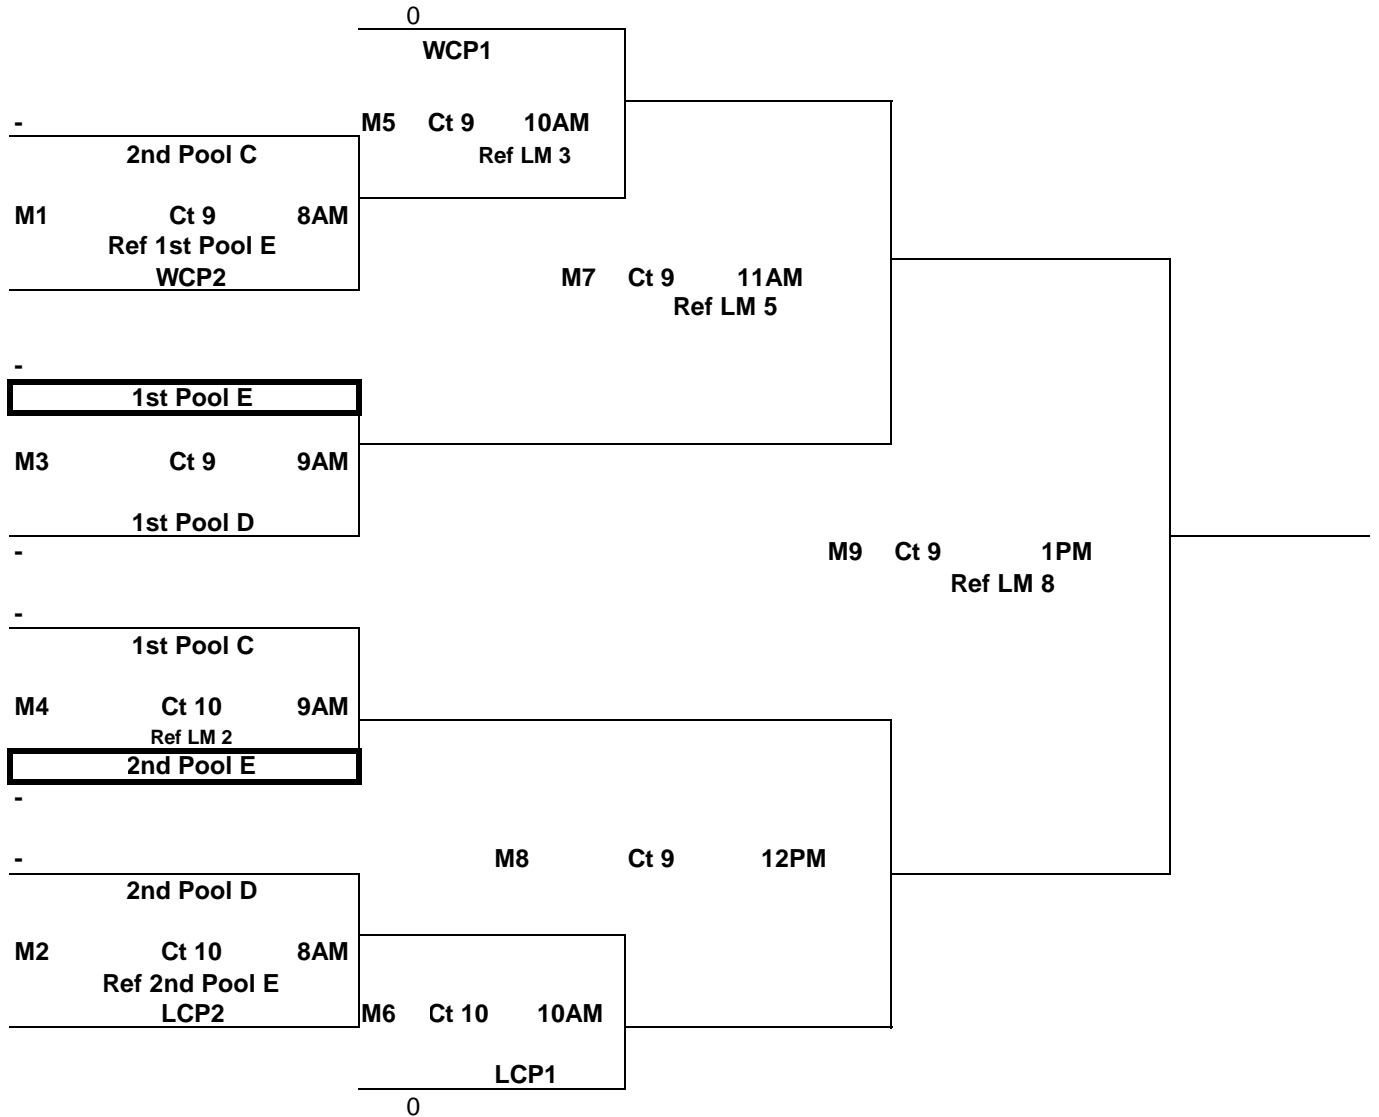 0
WCP1
-
M5 Ct 9 10AM
2nd Pool C
Ref LM 3
M1 Ct 9 8AM
Ref 1st Pool E
WCP2
M7 Ct 9 11AM
Ref LM 5
-
1st Pool E
M3 Ct 9 9AM
1st Pool D
-
M9 Ct 9 1PM
Ref LM 8
-
1st Pool C
M4 Ct 10 9AM
Ref LM 2
2nd Pool E
-
-
M8 Ct 9 12PM
2nd Pool D
M2 Ct 10 8AM
Ref 2nd Pool E
LCP2
M6 Ct 10 10AM
LCP1
0